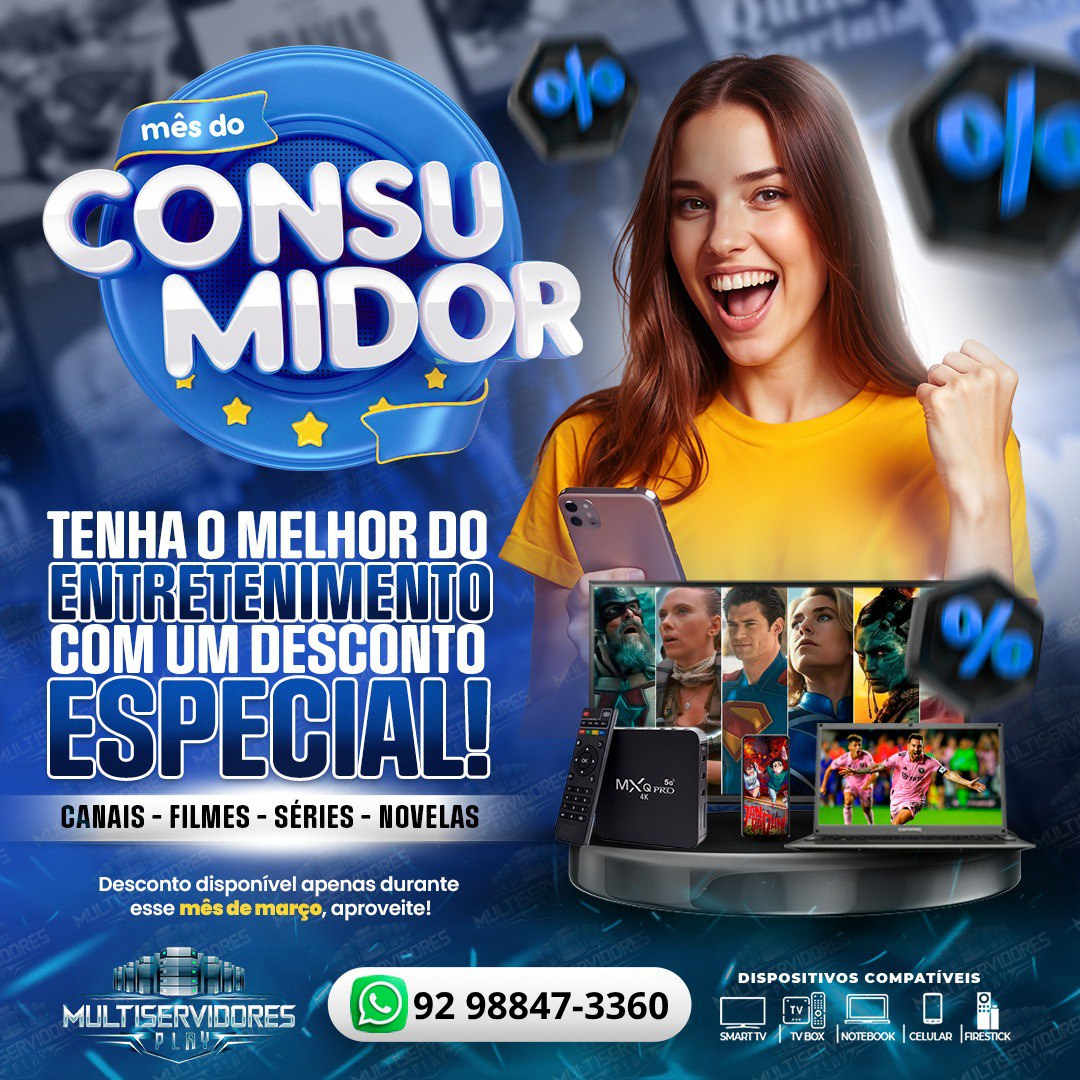 mês do
CONSU
MIDOR
TENHA O MELHOR DO
ENTRETENIMENTO
COM UM DESCONTO
ESPECIAL!
CANAIS - FILMES - SÉRIES - NOVELAS
Desconto disponível apenas durante
esse mês de março, aproveite!
MXQ PRO 5G
4K
OK
MULTISERVIDORES
PLAY
92 98847-3360
DISPOSITIVOS COMPATÍVEIS
TV
SMART TV | TV BOX | NOTEBOOK | CELULAR | FIRESTICK
%
%
%